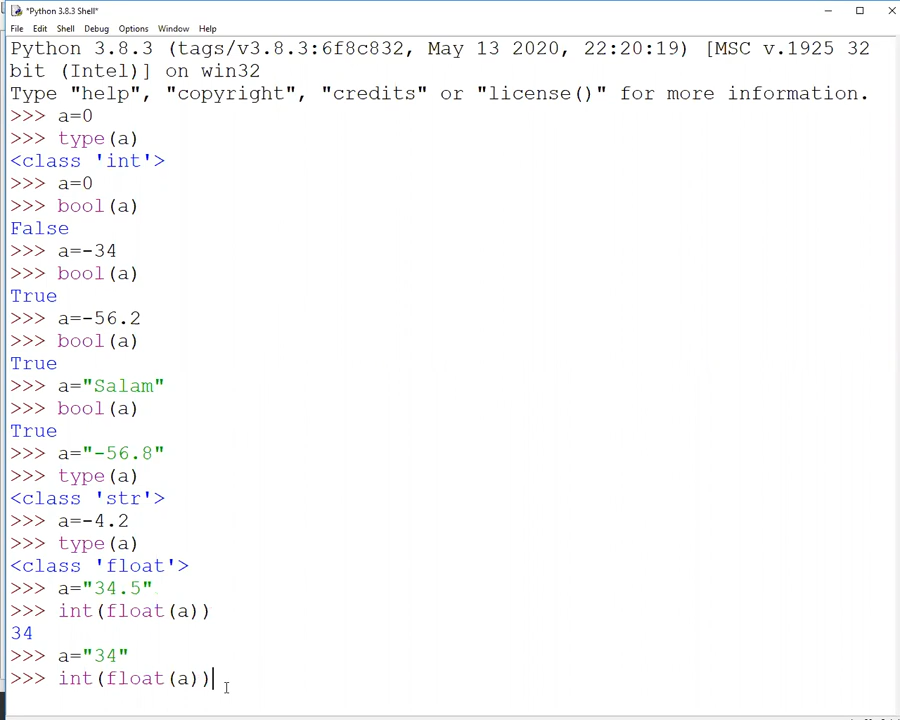 *Python 3.8.3 Shell*
File Edit Shell Debug Options Window Help
Python 3.8.3 (tags/v3.8.3:6f8c832, May 13 2020, 22:20:19) [MSC v.1925 32
bit (Intel)] on win32
Type "help", "copyright", "credits" or "license()" for more information.
>>> a=0
>>> type(a)
<class 'int'>
>>> a=0
>>> bool(a)
False
>>> a=-34
>>> bool(a)
True
>>> a=-56.2
>>> bool(a)
True
>>> a="Salam"
>>> bool(a)
True
>>> a="-56.8"
>>> type(a)
<class 'str'>
>>> a=-4.2
>>> type(a)
<class 'float'>
>>> a="34.5"
>>> int(float(a))
34
>>> a="34"
>>> int(float(a))